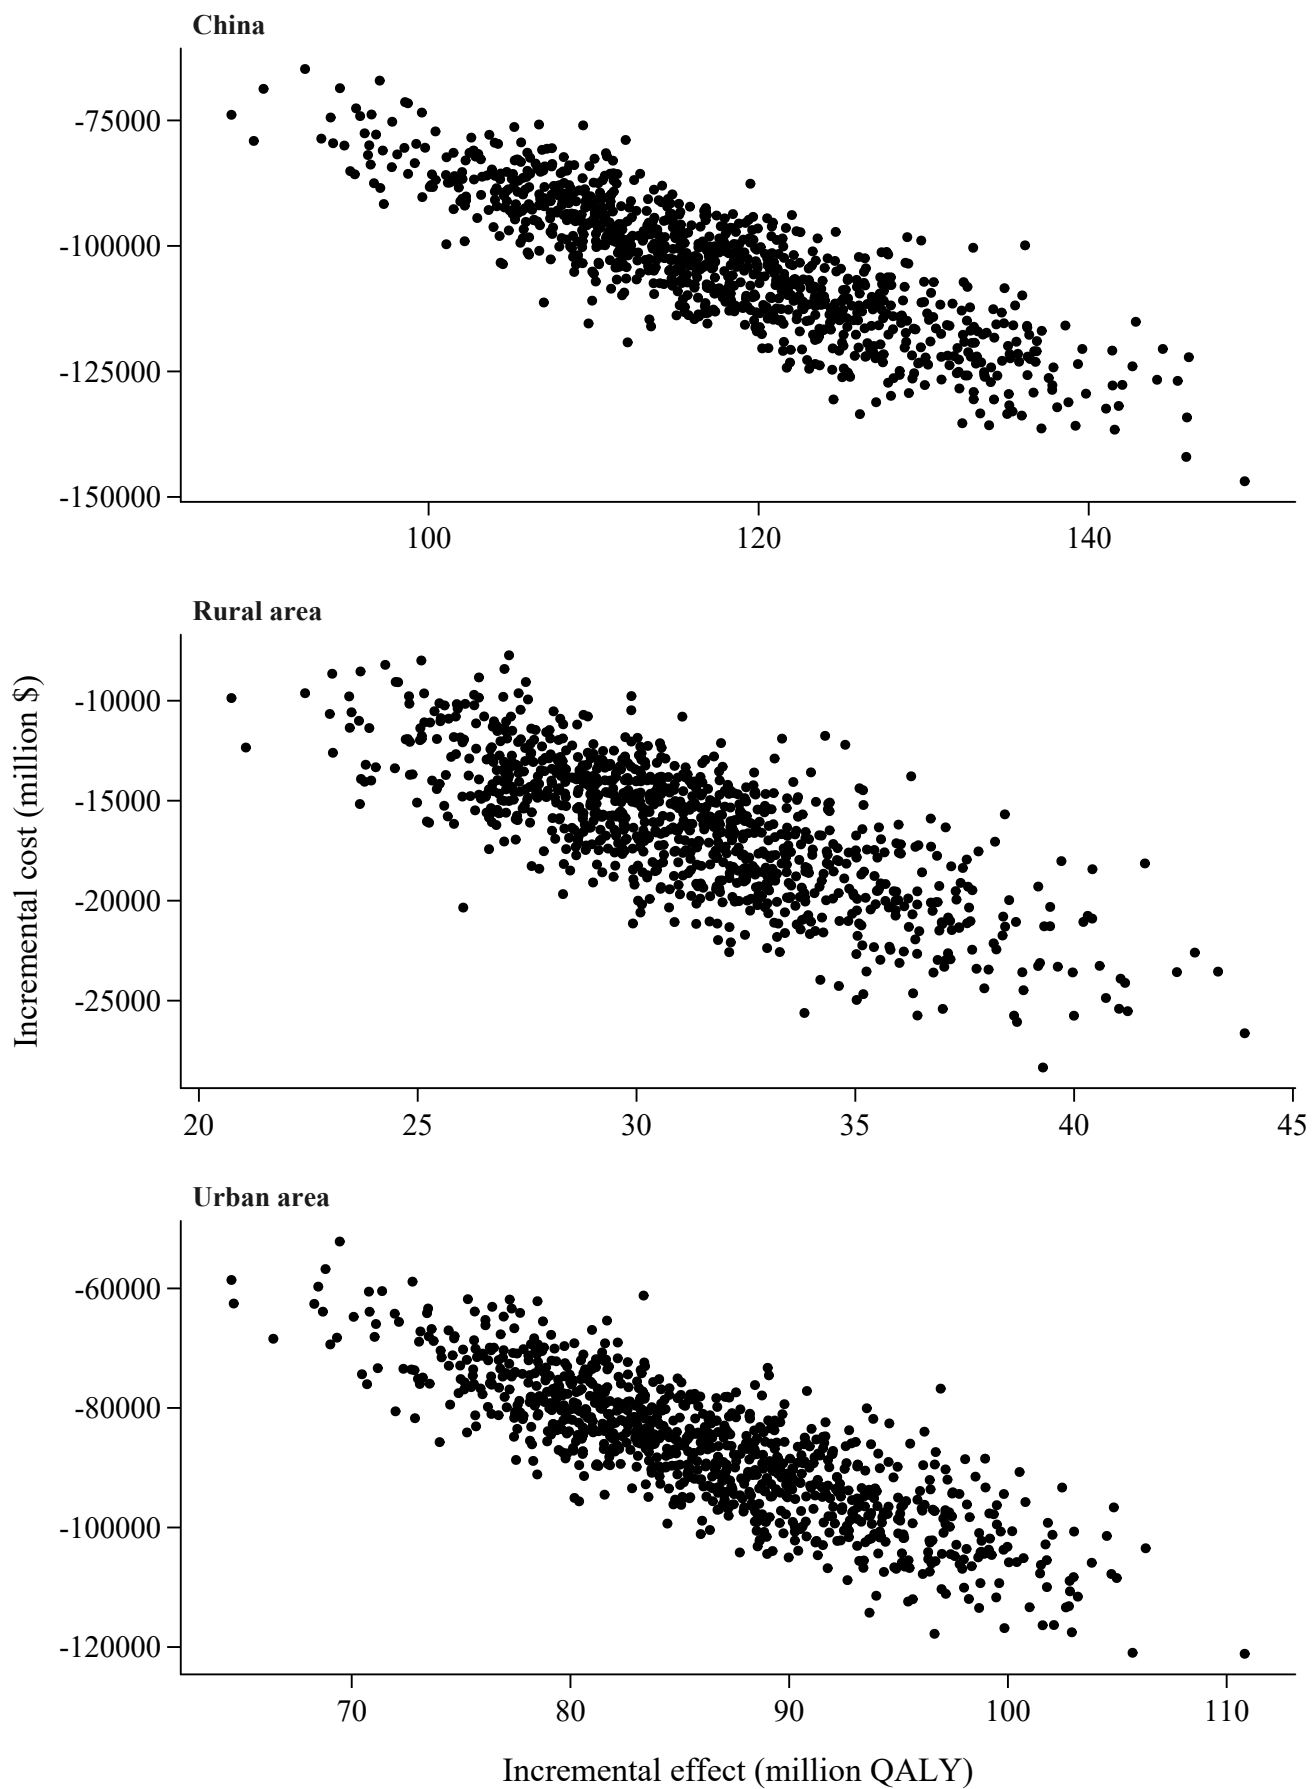 China
-75000
-100000
-125000
-150000
100 120 140
Rural area
-10000
-15000
-20000
-25000
20 25 30 35 40 45
Urban area
-60000
-80000
-100000
-120000
70 80 90 100 110
Incremental cost (million $)
Incremental effect (million QALY)